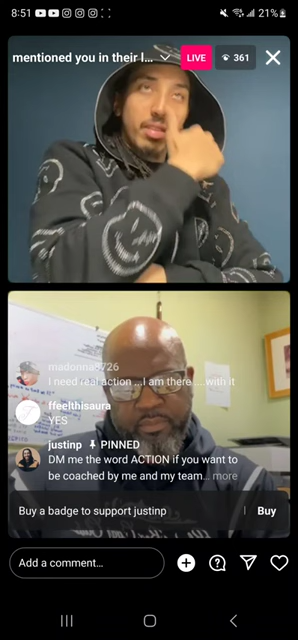 8:51
21%
mentioned you in their l...
LIVE
361
madonna8726
I need real action ...I am there ....with it
ffeelthisaura
YES
justinp PINNED
DM me the word ACTION if you want to
be coached by me and my team... more
Buy a badge to support justinp
Buy
Add a comment...